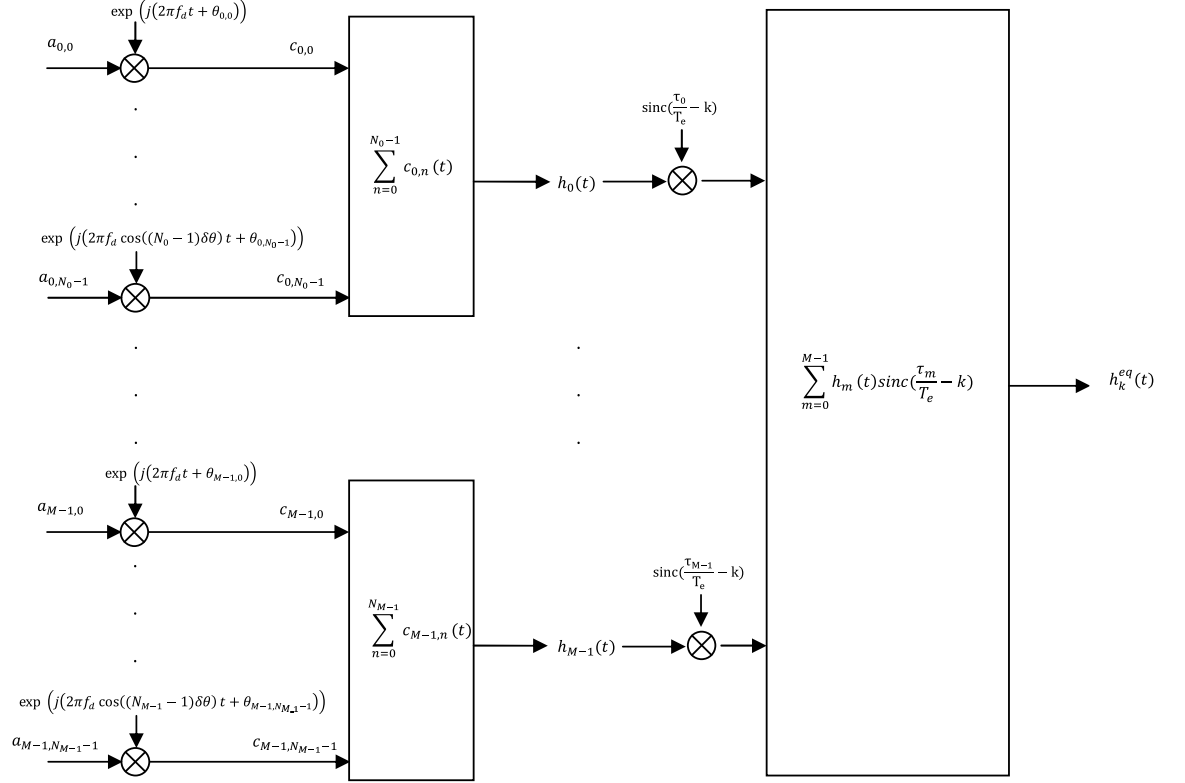 exp (j(2πf_d t + θ_{0,0}))
a_{0,0}
c_{0,0}
sinc(τ_0/T_e − k)
∑_{n=0}^{N_0−1} c_{0,n}(t)
h_0(t)
exp (j(2πf_d cos((N_0 − 1)δθ) t + θ_{0,N_0−1}))
a_{0,N_0−1}
c_{0,N_0−1}
∑_{m=0}^{M−1} h_m(t)sinc(τ_m/T_e − k)
h_k^{eq}(t)
exp (j(2πf_d t + θ_{M−1,0}))
a_{M−1,0}
c_{M−1,0}
sinc(τ_{M−1}/T_e − k)
∑_{n=0}^{N_{M−1}} c_{M−1,n}(t)
h_{M−1}(t)
exp (j(2πf_d cos((N_{M−1} − 1)δθ) t + θ_{M−1,N_{M−1}−1}))
a_{M−1,N_{M−1}−1}
c_{M−1,N_{M−1}−1}